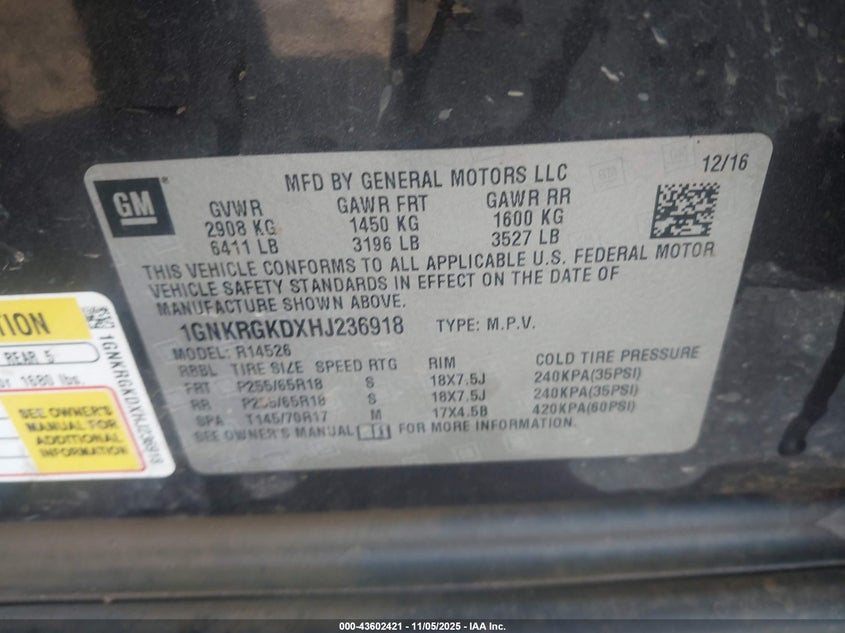 GM
MFD BY GENERAL MOTORS LLC
12/16
GVWR GAWR FRT GAWR RR
2908 KG 1450 KG 1600 KG
6411 LB 3196 LB 3527 LB
THIS VEHICLE CONFORMS TO ALL APPLICABLE U.S. FEDERAL MOTOR
VEHICLE SAFETY STANDARDS IN EFFECT ON THE DATE OF
MANUFACTURE SHOWN ABOVE.
1GNKRGKDXHJ236918 TYPE: M.P.V.
MODEL: R14526
RBBL TIRE SIZE SPEED RTG RIM COLD TIRE PRESSURE
FRT P255/65R18 S 18X7.5J 240KPA(35PSI)
RR P255/65R18 S 18X7.5J 240KPA(35PSI)
SPA T145/70R17 M 17X4.5B 420KPA(60PSI)
SEE OWNER'S MANUAL FOR MORE INFORMATION.
TION
REAR 5
or 1680 lbs.
SEE OWNER'S
MANUAL FOR
ADDITIONAL
INFORMATION
1GNKRGKDXHJ236918
000-43602421 - 11/05/2025 - IAA Inc.